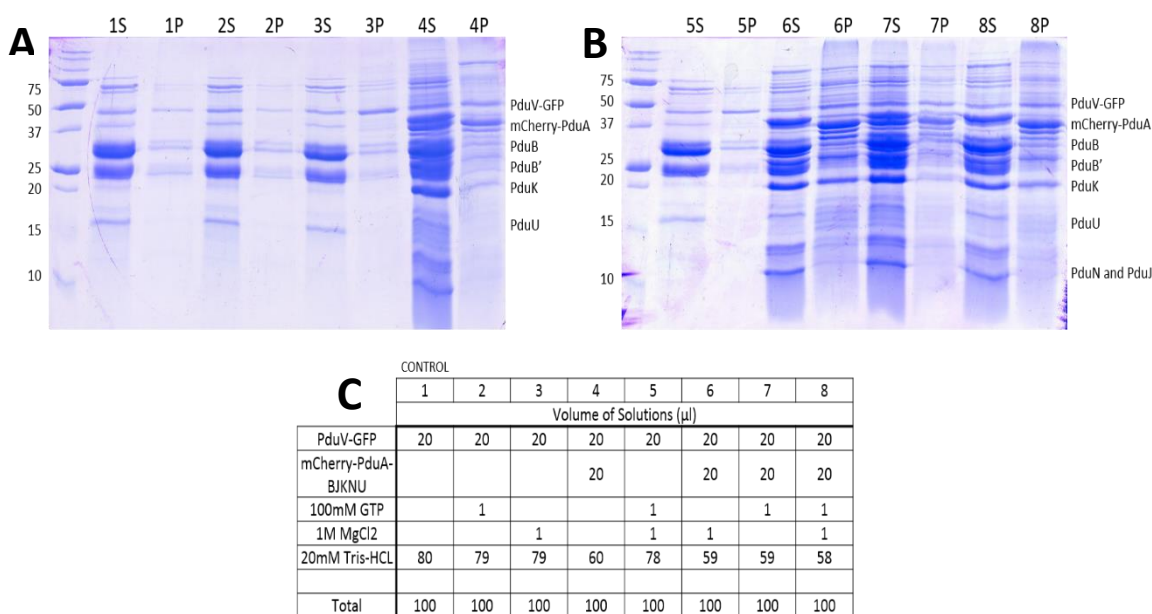 A
1S 1P 2S 2P 3S 3P 4S 4P
75
50
37
25
20
15
10
PduV-GFP
mCherry-PduA
PduB
PduB'
PduK
PduU
B
5S 5P 6S 6P 7S 7P 8S 8P
75
50
37
25
20
15
10
PduV-GFP
mCherry-PduA
PduB
PduB'
PduK
PduU
PduN and PduJ
C
CONTROL
1 2 3 4 5 6 7 8
Volume of Solutions (µl)
PduV-GFP 20 20 20 20 20 20 20 20
mCherry-PduA-
BJKNU 20 20 20 20
100mM GTP 1 1 1 1
1M MgCl2 1 1 1 1
20mM Tris-HCL 80 79 79 60 78 59 59 58
Total 100 100 100 100 100 100 100 100